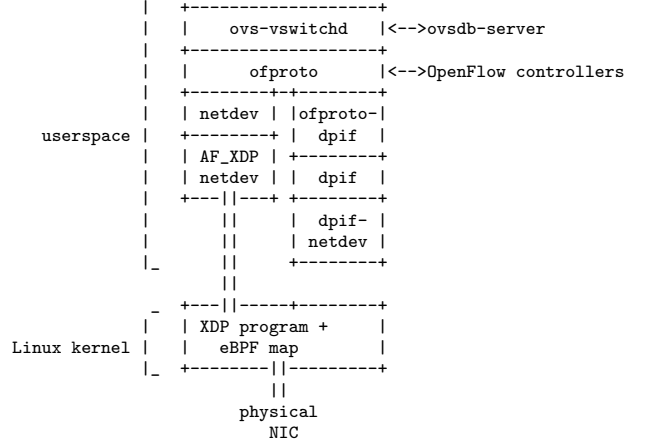 ovs-vswitchd <-->ovsdb-server
ofproto <-->OpenFlow controllers
netdev ofproto-
userspace dpif
AF_XDP
netdev dpif
dpif-
netdev
XDP program +
Linux kernel eBPF map
physical
NIC